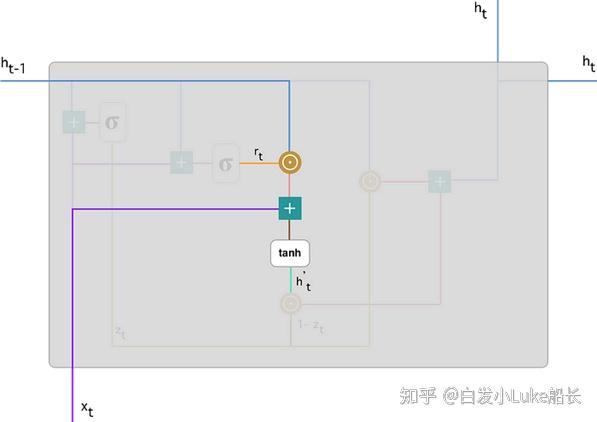 h_t
h_{t-1}
h_t
σ
r_t
σ
tanh
h'_t
z_t
1- z_t
x_t
知乎 @白发小Luke船长